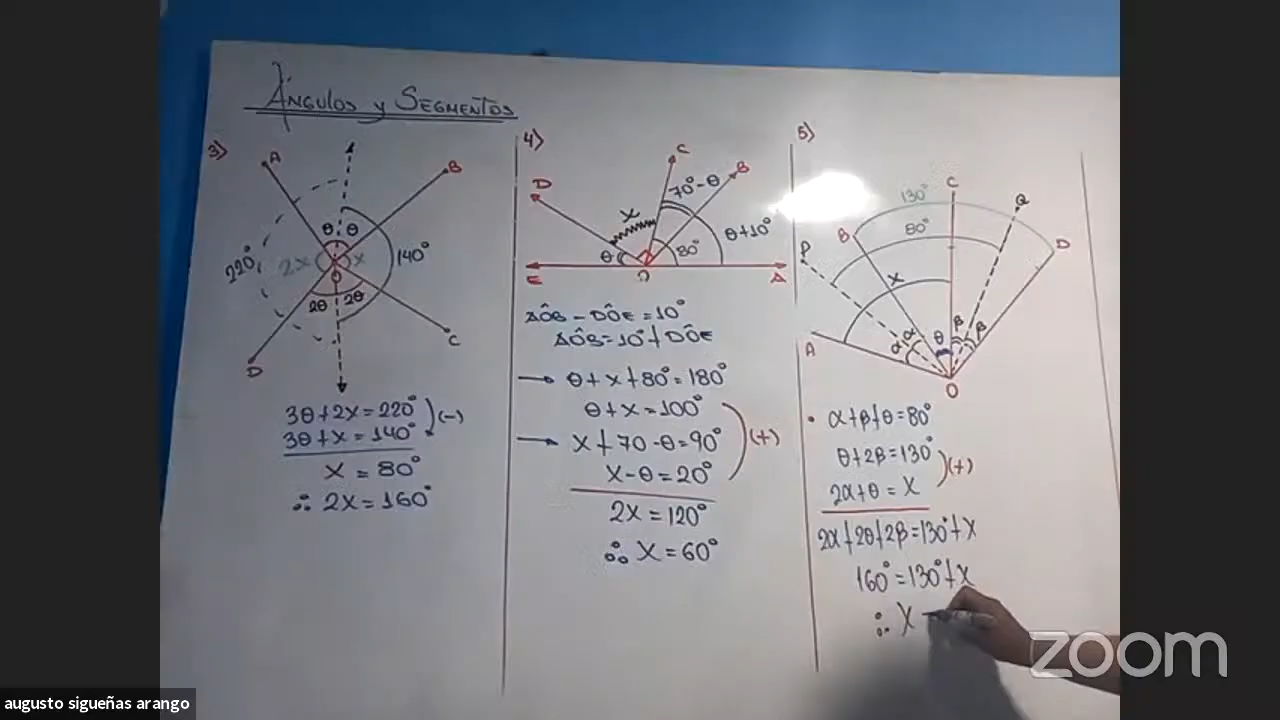 Ángulos y Segmentos
3)
A
B
θ θ
220°
2x
x
140°
O
2θ 2θ
C
D
3θ+2x=220°
3θ+x=140° (-)
x = 80°
∴ 2x=160°
4)
C
70°-θ
B
D
x
θ+10°
θ
80°
E
O
A
AÔB - DÔE = 10°
AÔB=10°+DÔE
→ θ+x+80°=180°
θ+x=100°
→ x+70-θ=90° (+)
x-θ=20°
2x=120°
∴ x=60°
5)
C
130°
Q
80°
B
D
P
x
A
α α θ β β
O
• α+β+θ=80°
θ+2β=130°
2α+θ=x (+)
2α+2θ+2β=130°+x
160°=130°+x
∴ x
zoom
augusto sigueñas arango